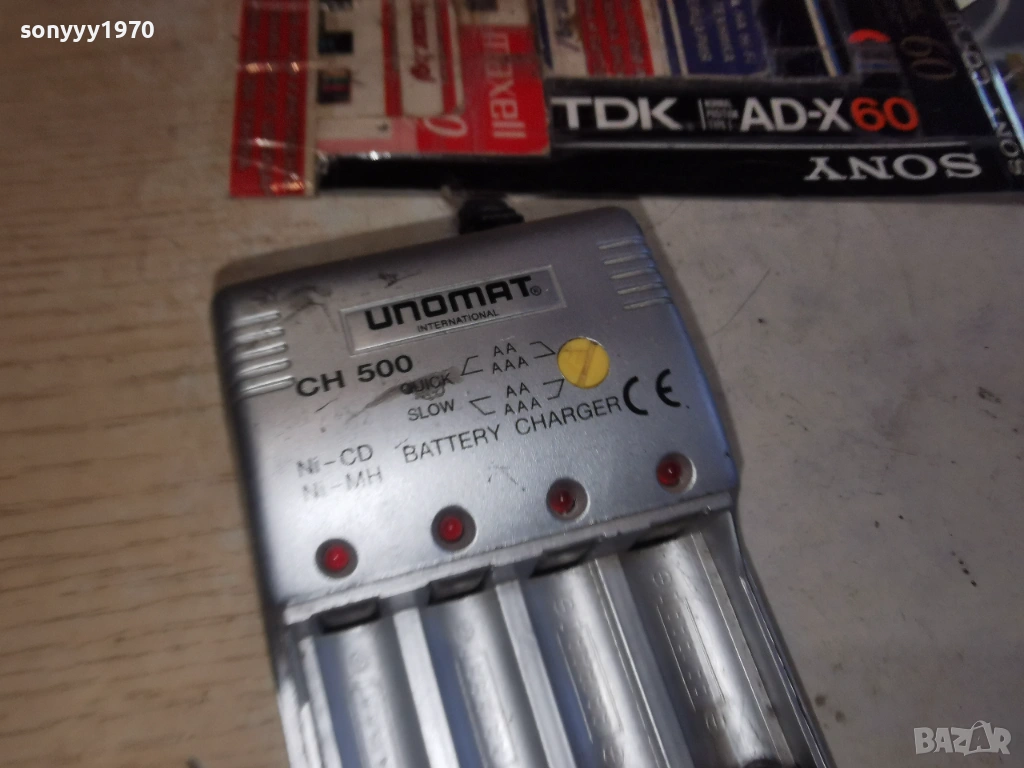 sonyyy1970
maxell
TDK AD-X60
SONY
UNOMAT®
INTERNATIONAL
CH 500
QUICK AA AAA
SLOW AA AAA
Ni-CD
Ni-MH
BATTERY CHARGER CE
BAZAR